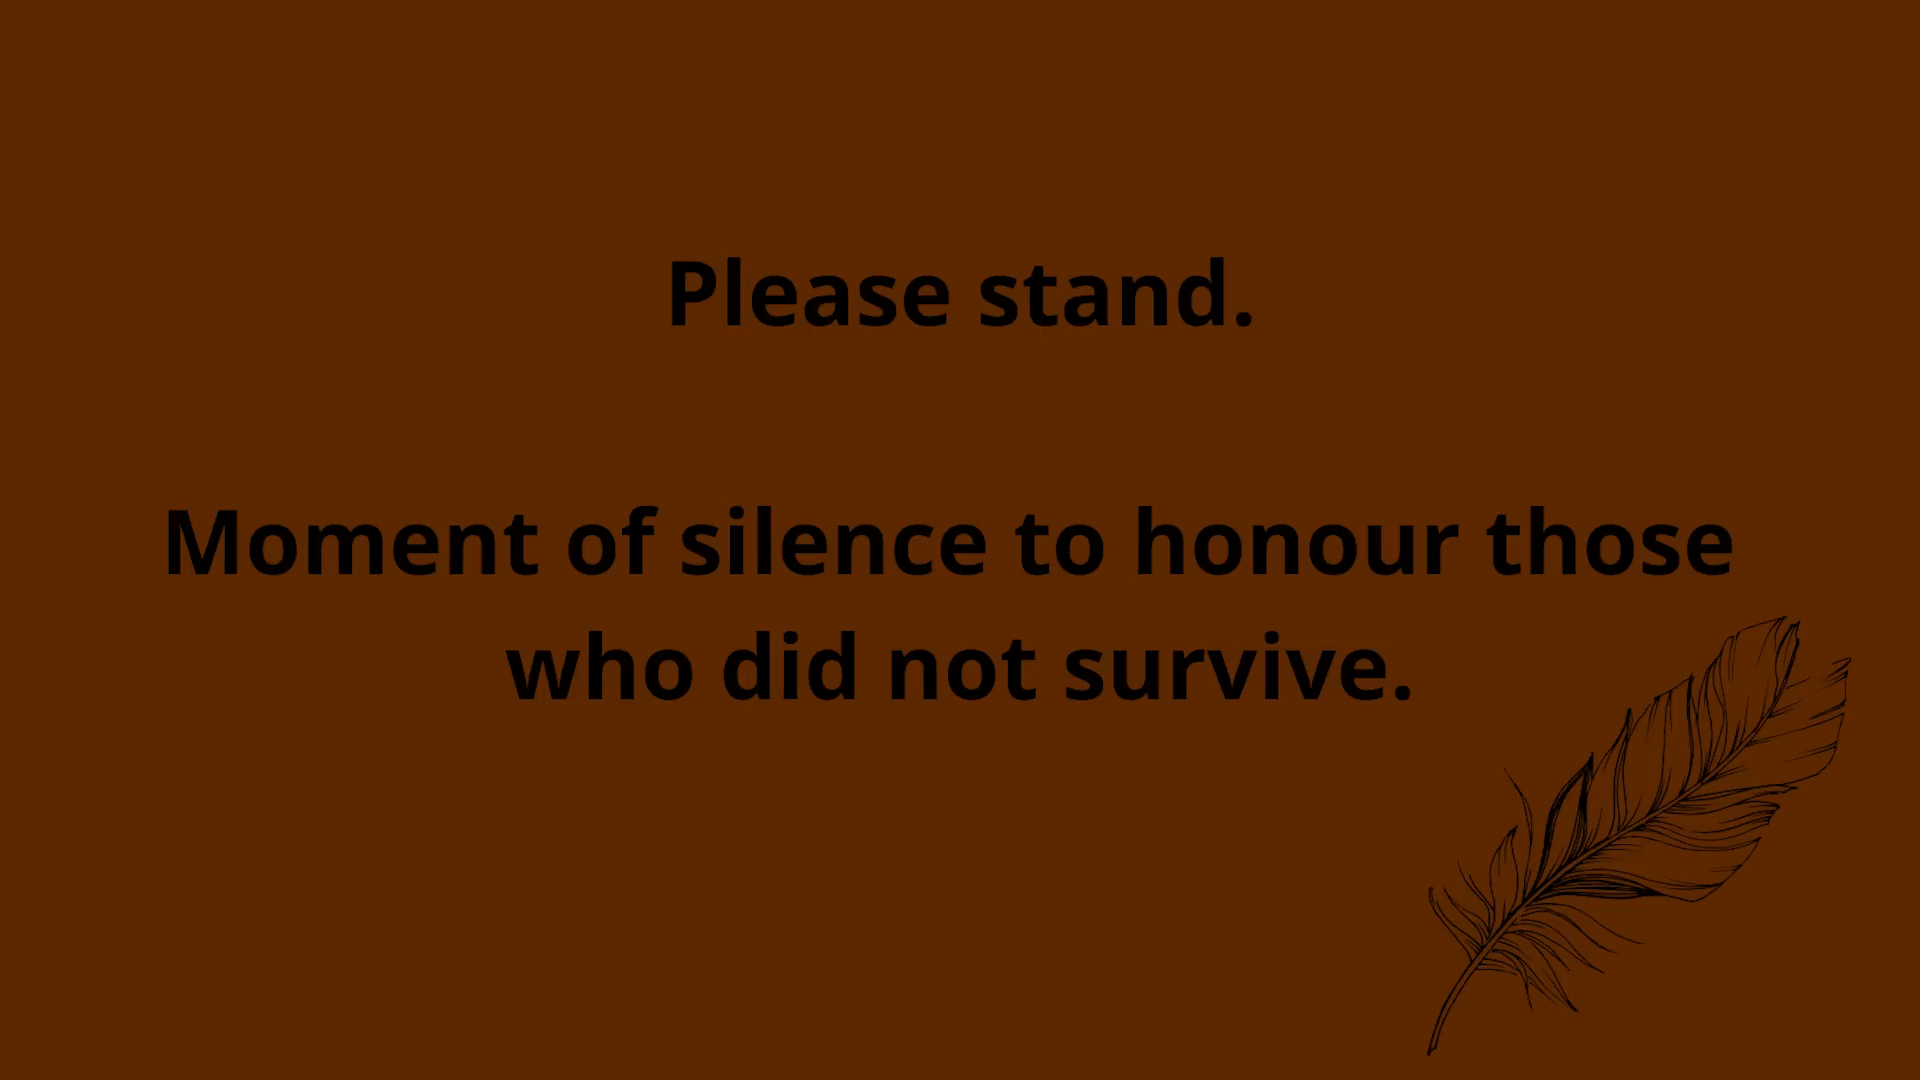 Please stand.
Moment of silence to honour those
who did not survive.